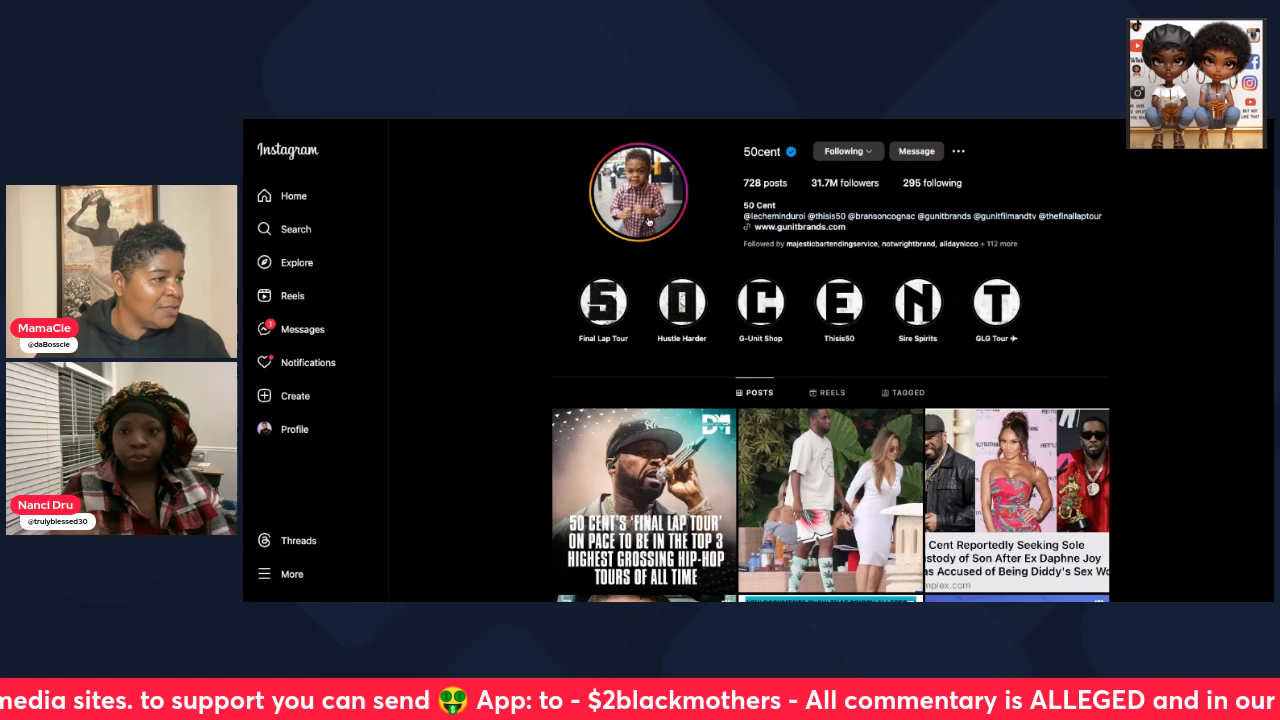 Instagram
Home
Search
Explore
Reels
1
Messages
Notifications
Create
Profile
Threads
More
50cent
Following
Message
728 posts 31.7M followers 295 following
50 Cent
@lecheminduroi @thisis50 @bransoncognac @gunitbrands @gunitfilmandtv @thefinallaptour
www.gunitbrands.com
Followed by majesticbartendingservice, notwrightbrand, alldaynicco + 112 more
5 0 C E N T
Final Lap Tour Hustle Harder G-Unit Shop Thisis50 Sire Spirits GLG Tour ✈
POSTS REELS TAGGED
DM
50 CENT'S 'FINAL LAP TOUR'
ON PACE TO BE IN THE TOP 3
HIGHEST GROSSING HIP-HOP
TOURS OF ALL TIME
Cent Reportedly Seeking Sole
stody of Son After Ex Daphne Joy
as Accused of Being Diddy's Sex Wo
mplex.com
MamaCie
@daBosscie
Nanci Dru
@trulyblessed30
media sites. to support you can send 🤑 App: to - $2blackmothers - All commentary is ALLEGED and in our